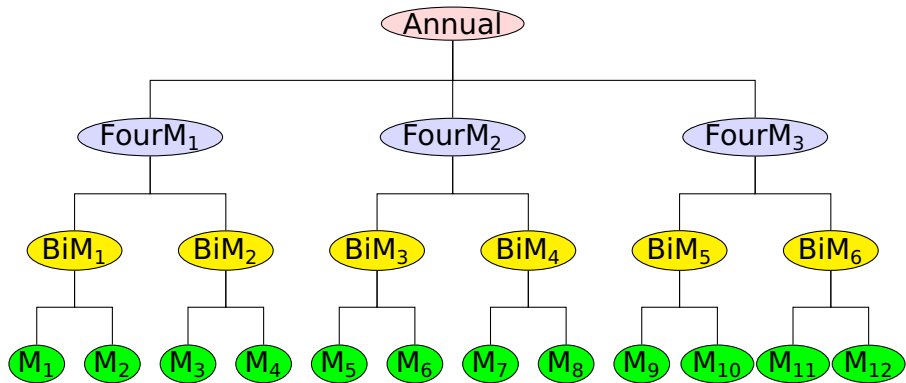 Annual
FourM₁ FourM₂ FourM₃
BiM₁ BiM₂ BiM₃ BiM₄ BiM₅ BiM₆
M₁ M₂ M₃ M₄ M₅ M₆ M₇ M₈ M₉ M₁₀ M₁₁ M₁₂